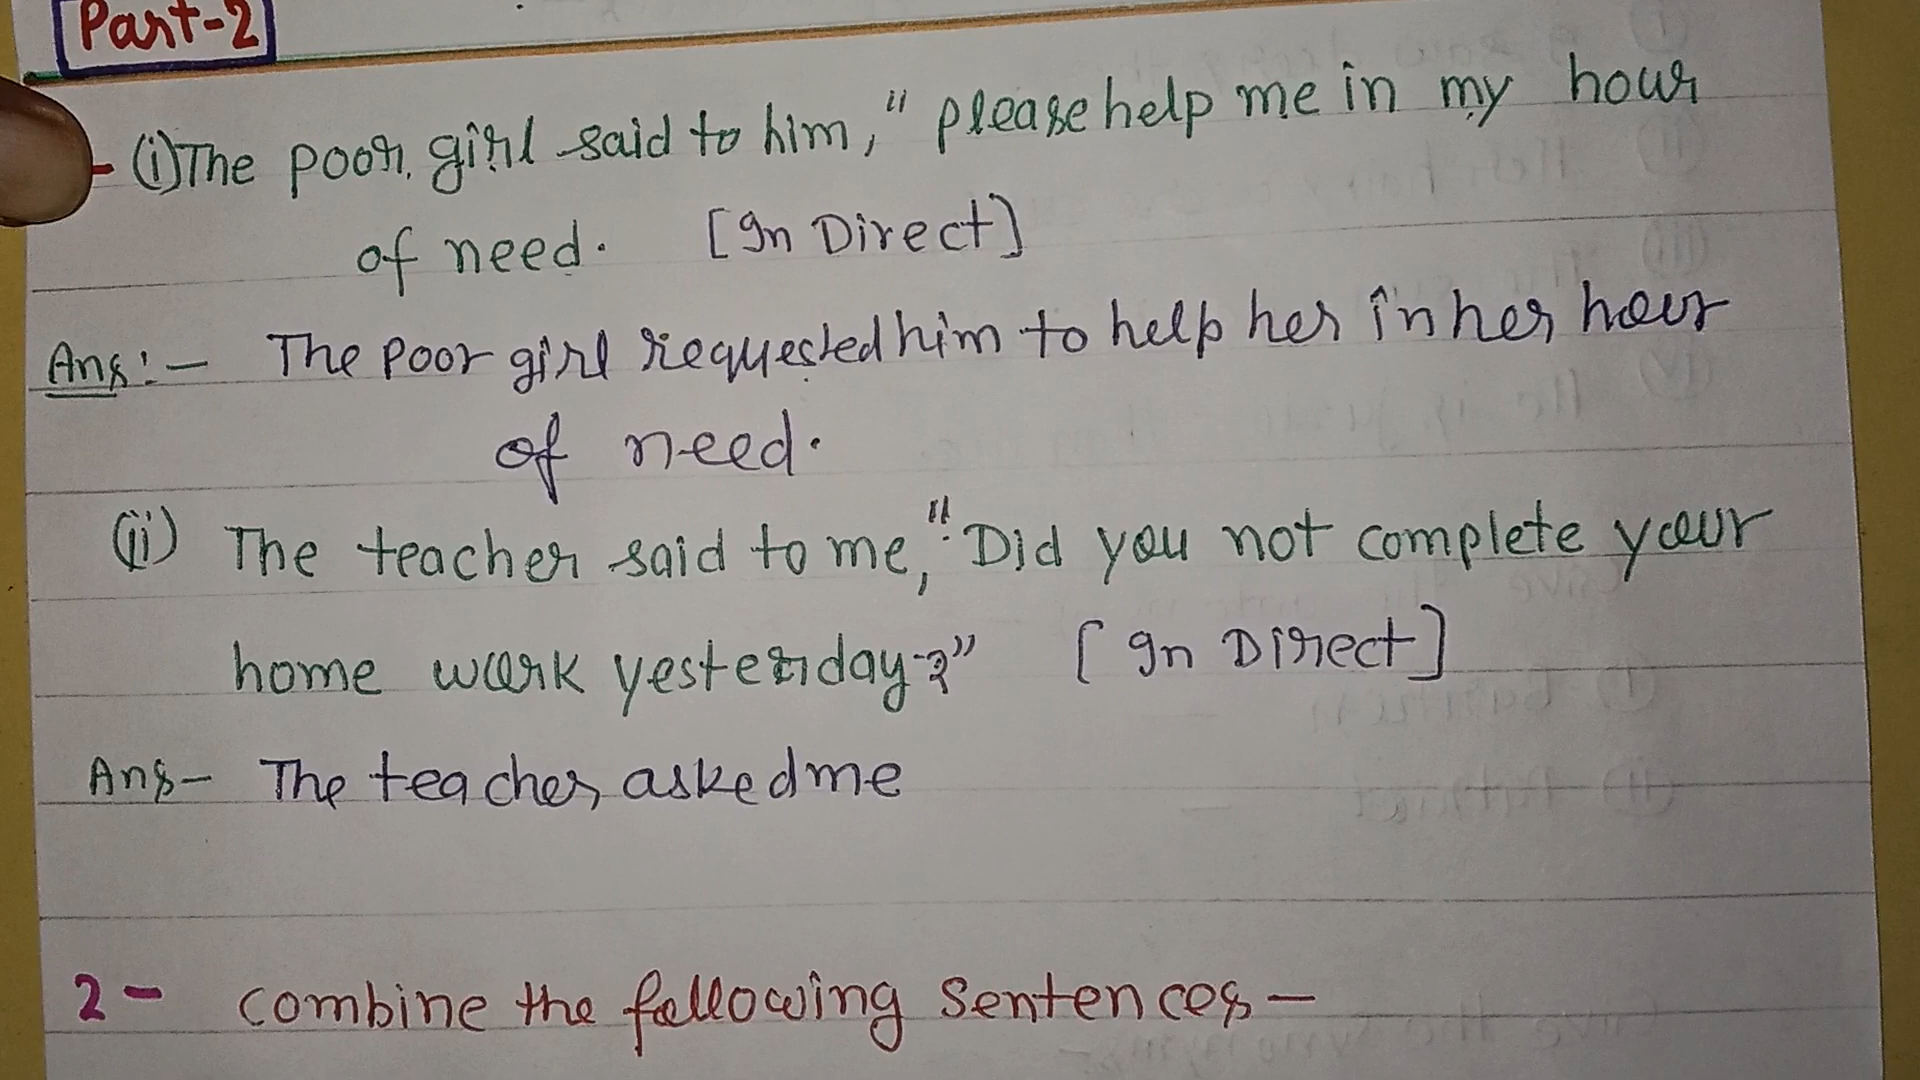 Part-2
- (i) The poor girl said to him, "please help me in my hour
of need. [In Direct]
Ans:- The poor girl requested him to help her in her hour
of need.
(ii) The teacher said to me, "Did you not complete your
home work yesterday?" [In Direct]
Ans- The teacher asked me
2- combine the following sentences-